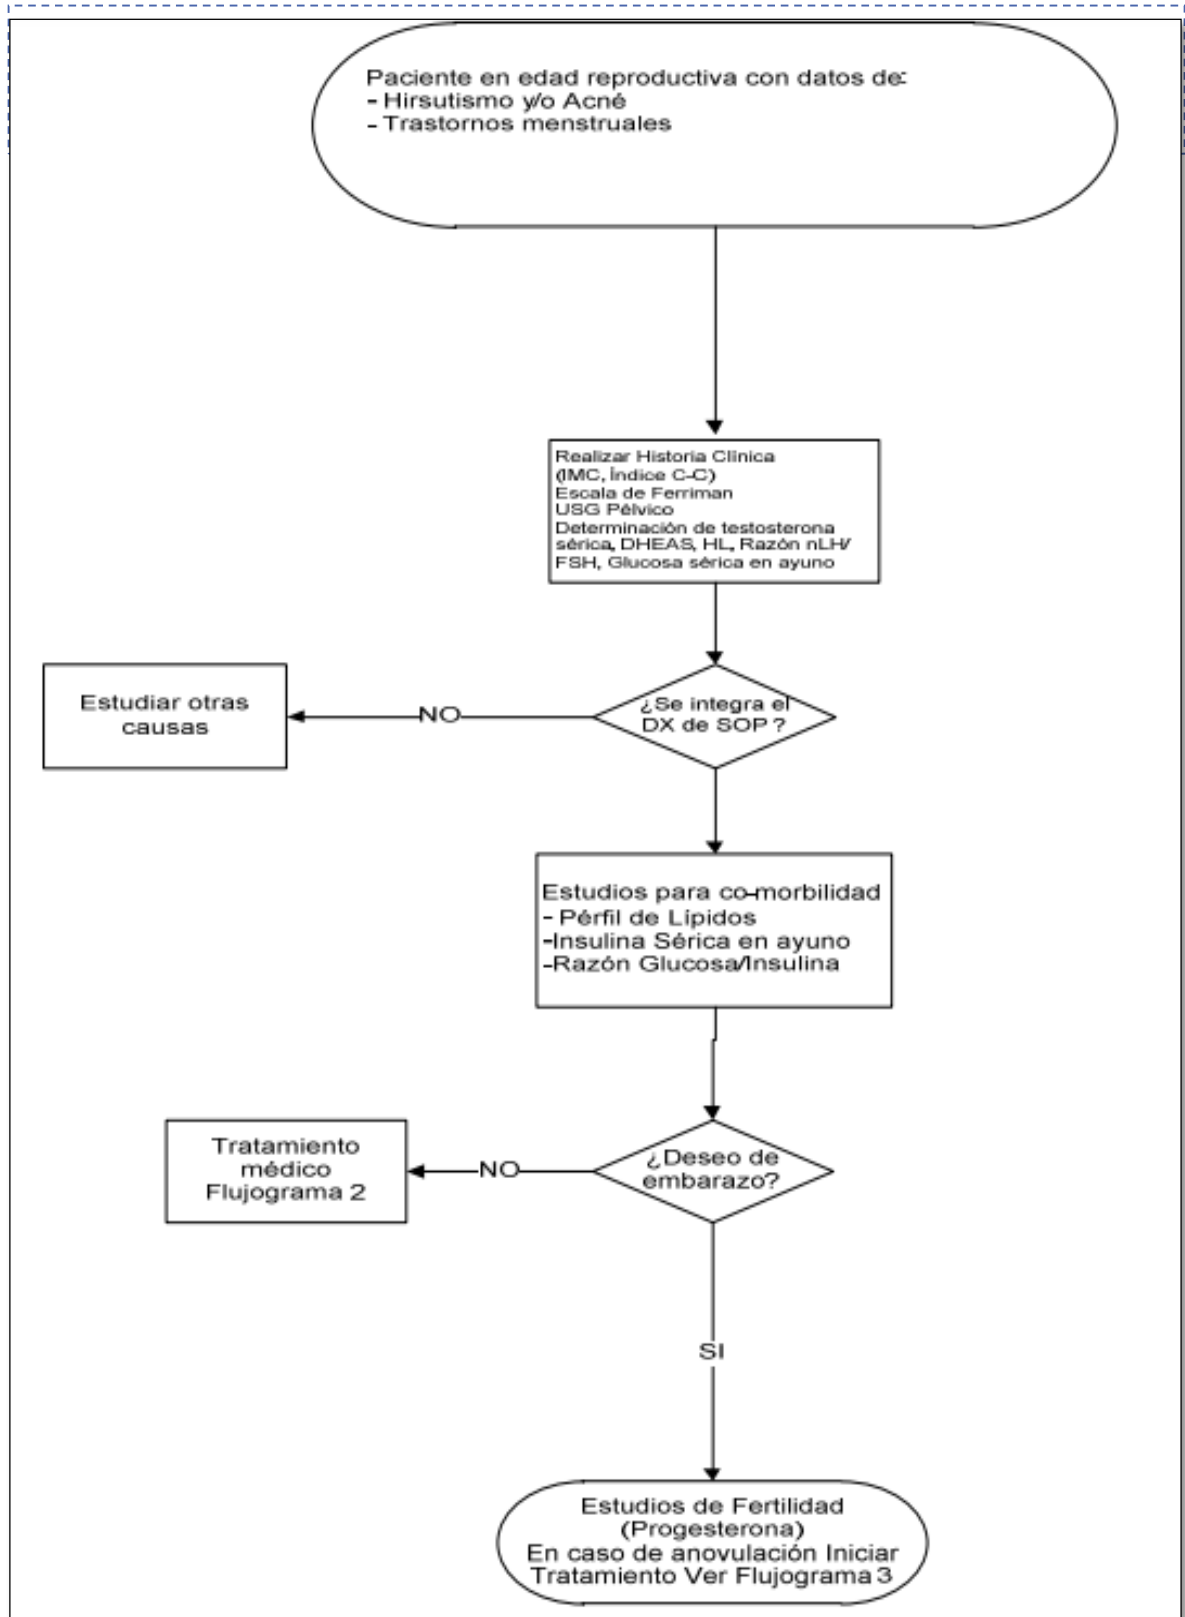 Paciente en edad reproductiva con datos de:
- Hirsutismo y/o Acné
- Trastornos menstruales
Realizar Historia Clínica
(IMC, Índice C-C)
Escala de Ferriman
USG Pélvico
Determinación de testosterona
sérica, DHEAS, HL, Razón nLH/
FSH, Glucosa sérica en ayuno
¿Se integra el
DX de SOP ?
NO
Estudiar otras
causas
Estudios para co-morbilidad
- Pérfil de Lípidos
-Insulina Sérica en ayuno
-Razón Glucosa/Insulina
¿Deseo de
embarazo?
NO
Tratamiento
médico
Flujograma 2
SI
Estudios de Fertilidad
(Progesterona)
En caso de anovulación Iniciar
Tratamiento Ver Flujograma 3